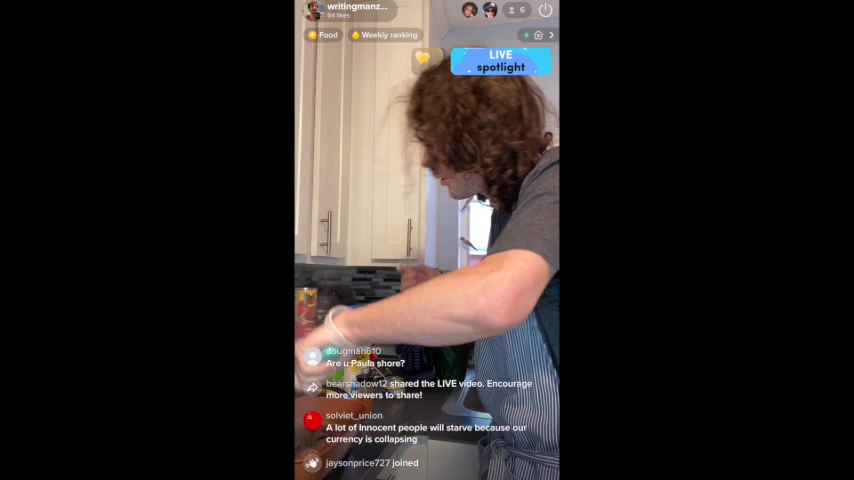 writingmanz...
64 likes
6
Food
Weekly ranking
LIVE
spotlight
dougman610
Are u Paula shore?
bearshadow12 shared the LIVE video. Encourage
more viewers to share!
solviet_union
A lot of Innocent people will starve because our
currency is collapsing
jaysonprice727 joined